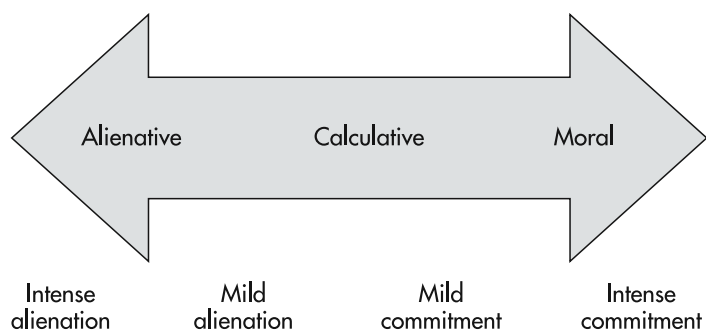 Alienative Calculative Moral
Intense Mild Mild Intense
alienation alienation commitment commitment